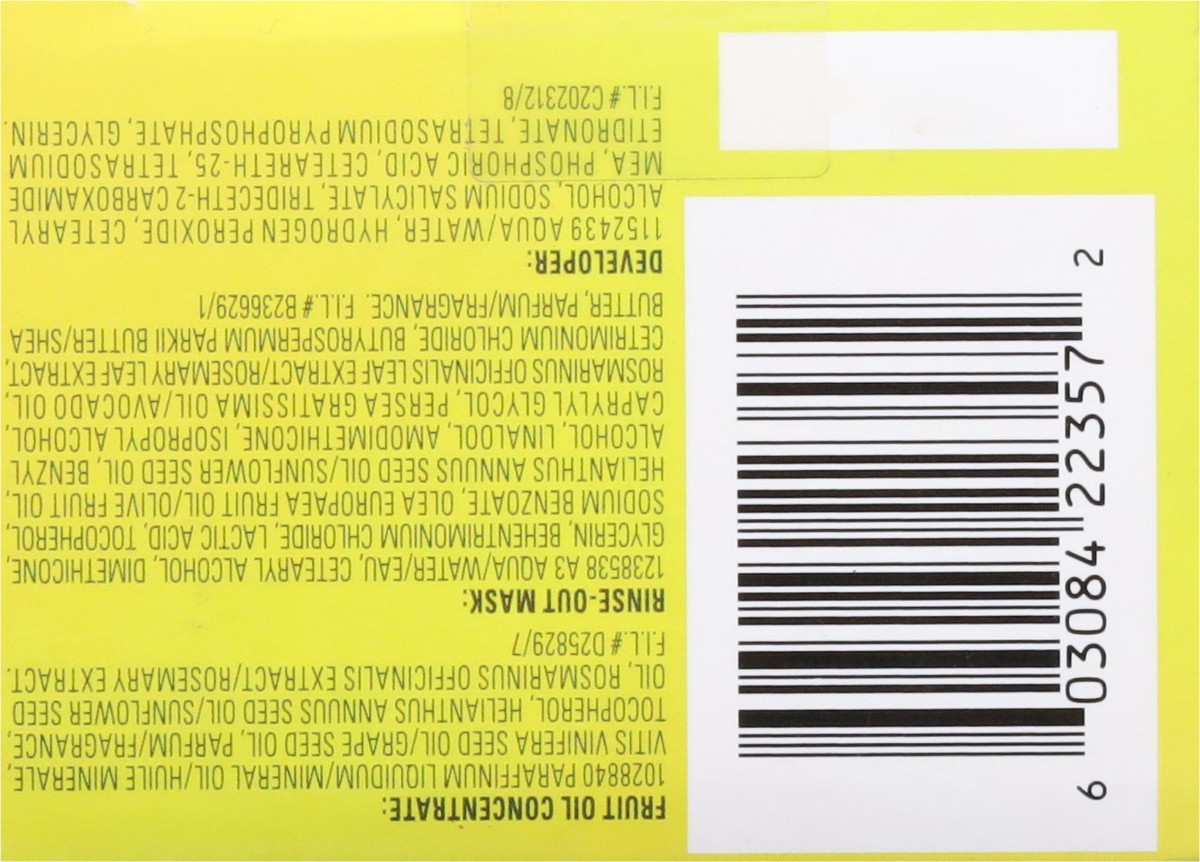 FRUIT OIL CONCENTRATE:
1028840 PARAFFINUM LIQUIDUM/MINERAL OIL/HUILE MINERALE,
VITIS VINIFERA SEED OIL/GRAPE SEED OIL, PARFUM/FRAGRANCE,
TOCOPHEROL, HELIANTHUS ANNUUS SEED OIL/SUNFLOWER SEED
OIL, ROSMARINUS OFFICINALIS EXTRACT/ROSEMARY EXTRACT.
F.I.L.# D25829/7
RINSE-OUT MASK:
1238538 A3 AQUA/WATER/EAU, CETEARYL ALCOHOL, DIMETHICONE,
GLYCERIN, BEHENTRIMONIUM CHLORIDE, LACTIC ACID, TOCOPHEROL,
SODIUM BENZOATE, OLEA EUROPAEA FRUIT OIL/OLIVE FRUIT OIL,
HELIANTHUS ANNUUS SEED OIL/SUNFLOWER SEED OIL, BENZYL
ALCOHOL, LINALOOL, AMODIMETHICONE, ISOPROPYL ALCOHOL,
CAPRYLYL GLYCOL, PERSEA GRATISSIMA OIL/AVOCADO OIL,
ROSMARINUS OFFICINALIS LEAF EXTRACT/ROSEMARY LEAF EXTRACT,
CETRIMONIUM CHLORIDE, BUTYROSPERMUM PARKII BUTTER/SHEA
BUTTER, PARFUM/FRAGRANCE. F.I.L.# B236629/1
DEVELOPER:
1152439 AQUA/WATER, HYDROGEN PEROXIDE, CETEARYL
ALCOHOL, SODIUM SALICYLATE, TRIDECETH-2 CARBOXAMIDE
MEA, PHOSPHORIC ACID, CETEARETH-25, TETRASODIUM
ETIDRONATE, TETRASODIUM PYROPHOSPHATE, GLYCERIN.
F.I.L.# C202312/8
6 03084 22357 2